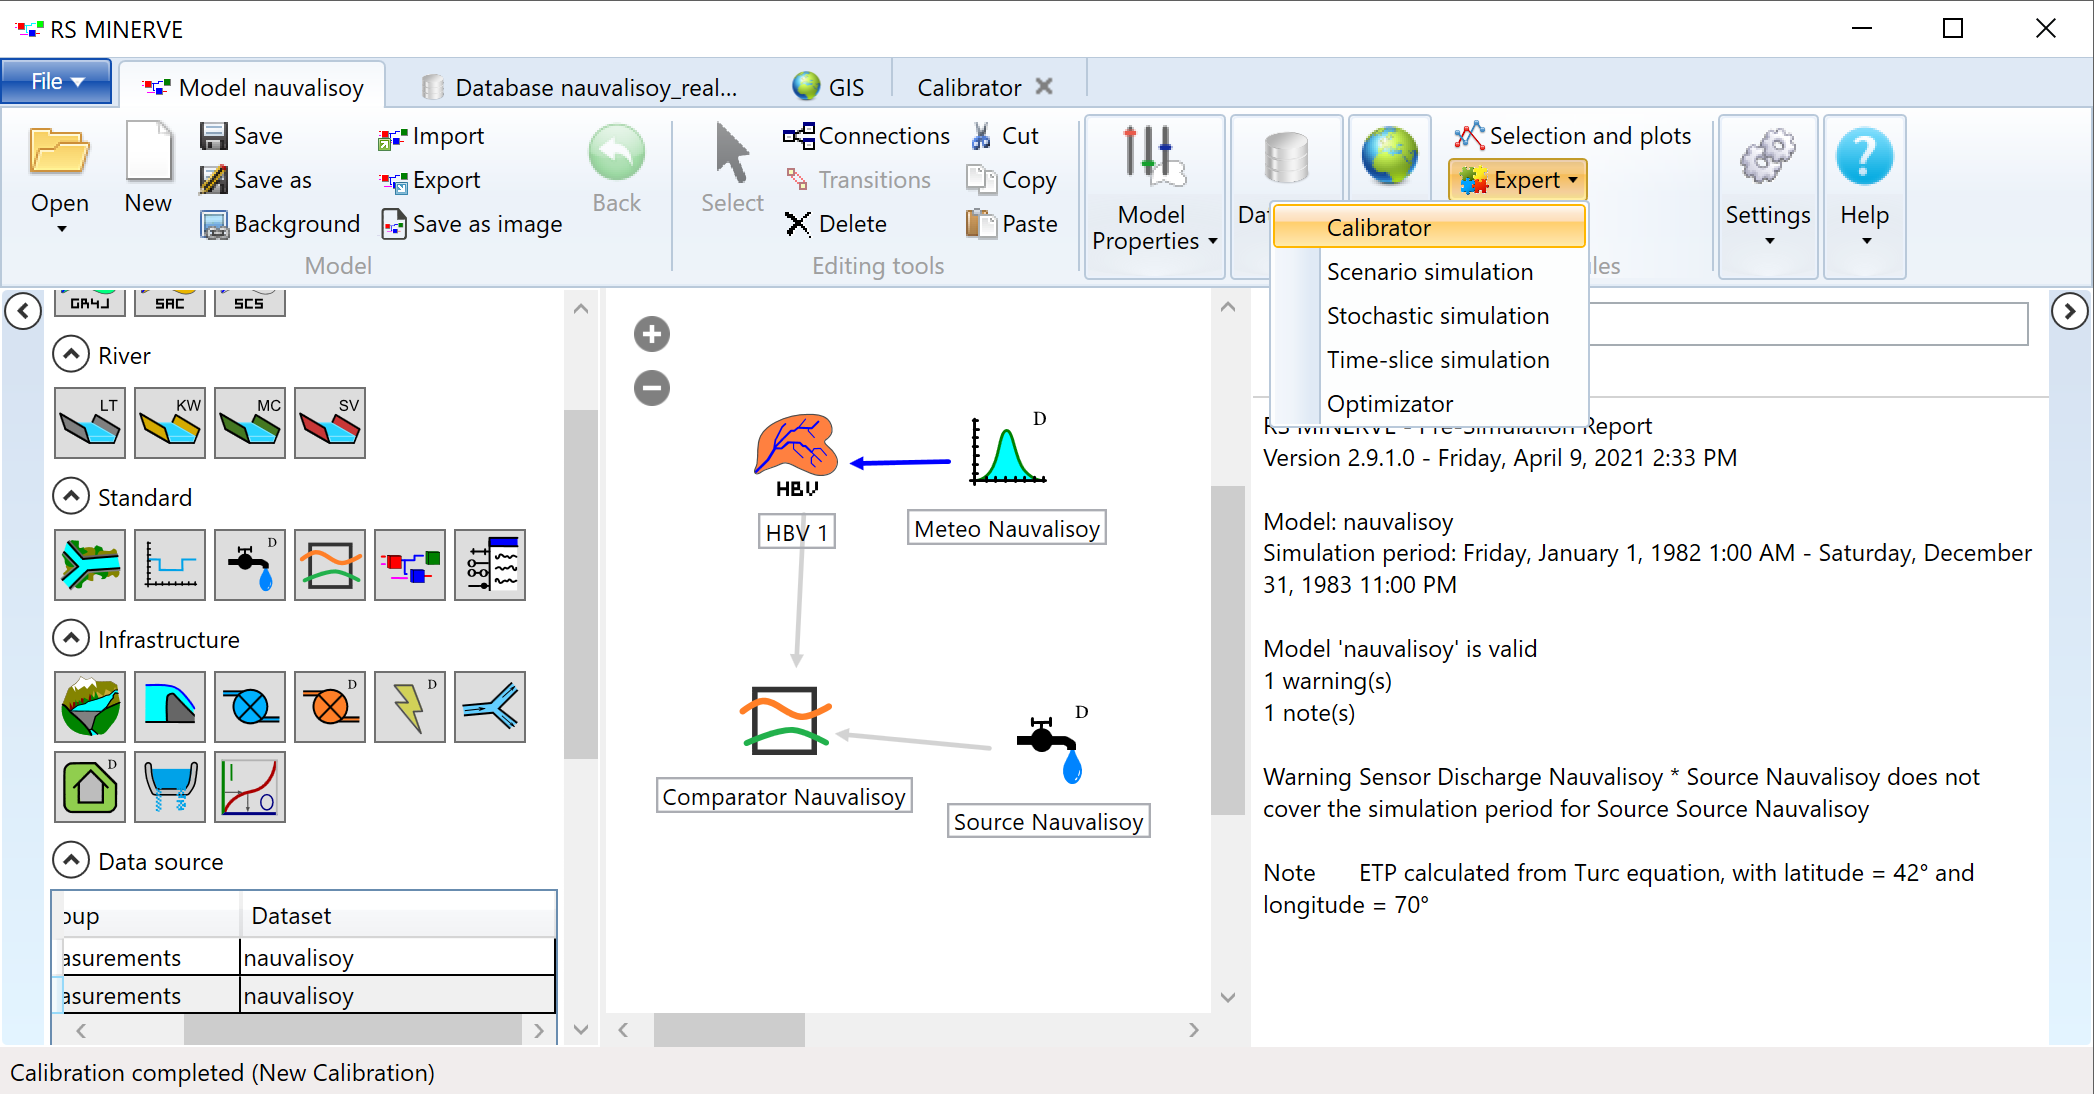 RS MINERVE
File
Model nauvalisoy
Database nauvalisoy_real...
GIS
Calibrator
Open
New
Save
Save as
Background
Import
Export
Save as image
Model
Back
Select
Connections
Transitions
Delete
Cut
Copy
Paste
Editing tools
Model
Properties
Da
Selection and plots
Expert
Calibrator
Scenario simulation
Stochastic simulation
Time-slice simulation
Optimizator
les
Settings
Help
GR4J
SAC
SCS
River
LT
KW
MC
SV
Standard
D
Infrastructure
D
D
D
Data source
oup Dataset
asurements nauvalisoy
asurements nauvalisoy
HBV
HBV 1
D
Meteo Nauvalisoy
Comparator Nauvalisoy
D
Source Nauvalisoy
RS MINERVE - Pre-Simulation Report
Version 2.9.1.0 - Friday, April 9, 2021 2:33 PM
Model: nauvalisoy
Simulation period: Friday, January 1, 1982 1:00 AM - Saturday, December
31, 1983 11:00 PM
Model 'nauvalisoy' is valid
1 warning(s)
1 note(s)
Warning Sensor Discharge Nauvalisoy * Source Nauvalisoy does not
cover the simulation period for Source Source Nauvalisoy
Note ETP calculated from Turc equation, with latitude = 42° and
longitude = 70°
Calibration completed (New Calibration)